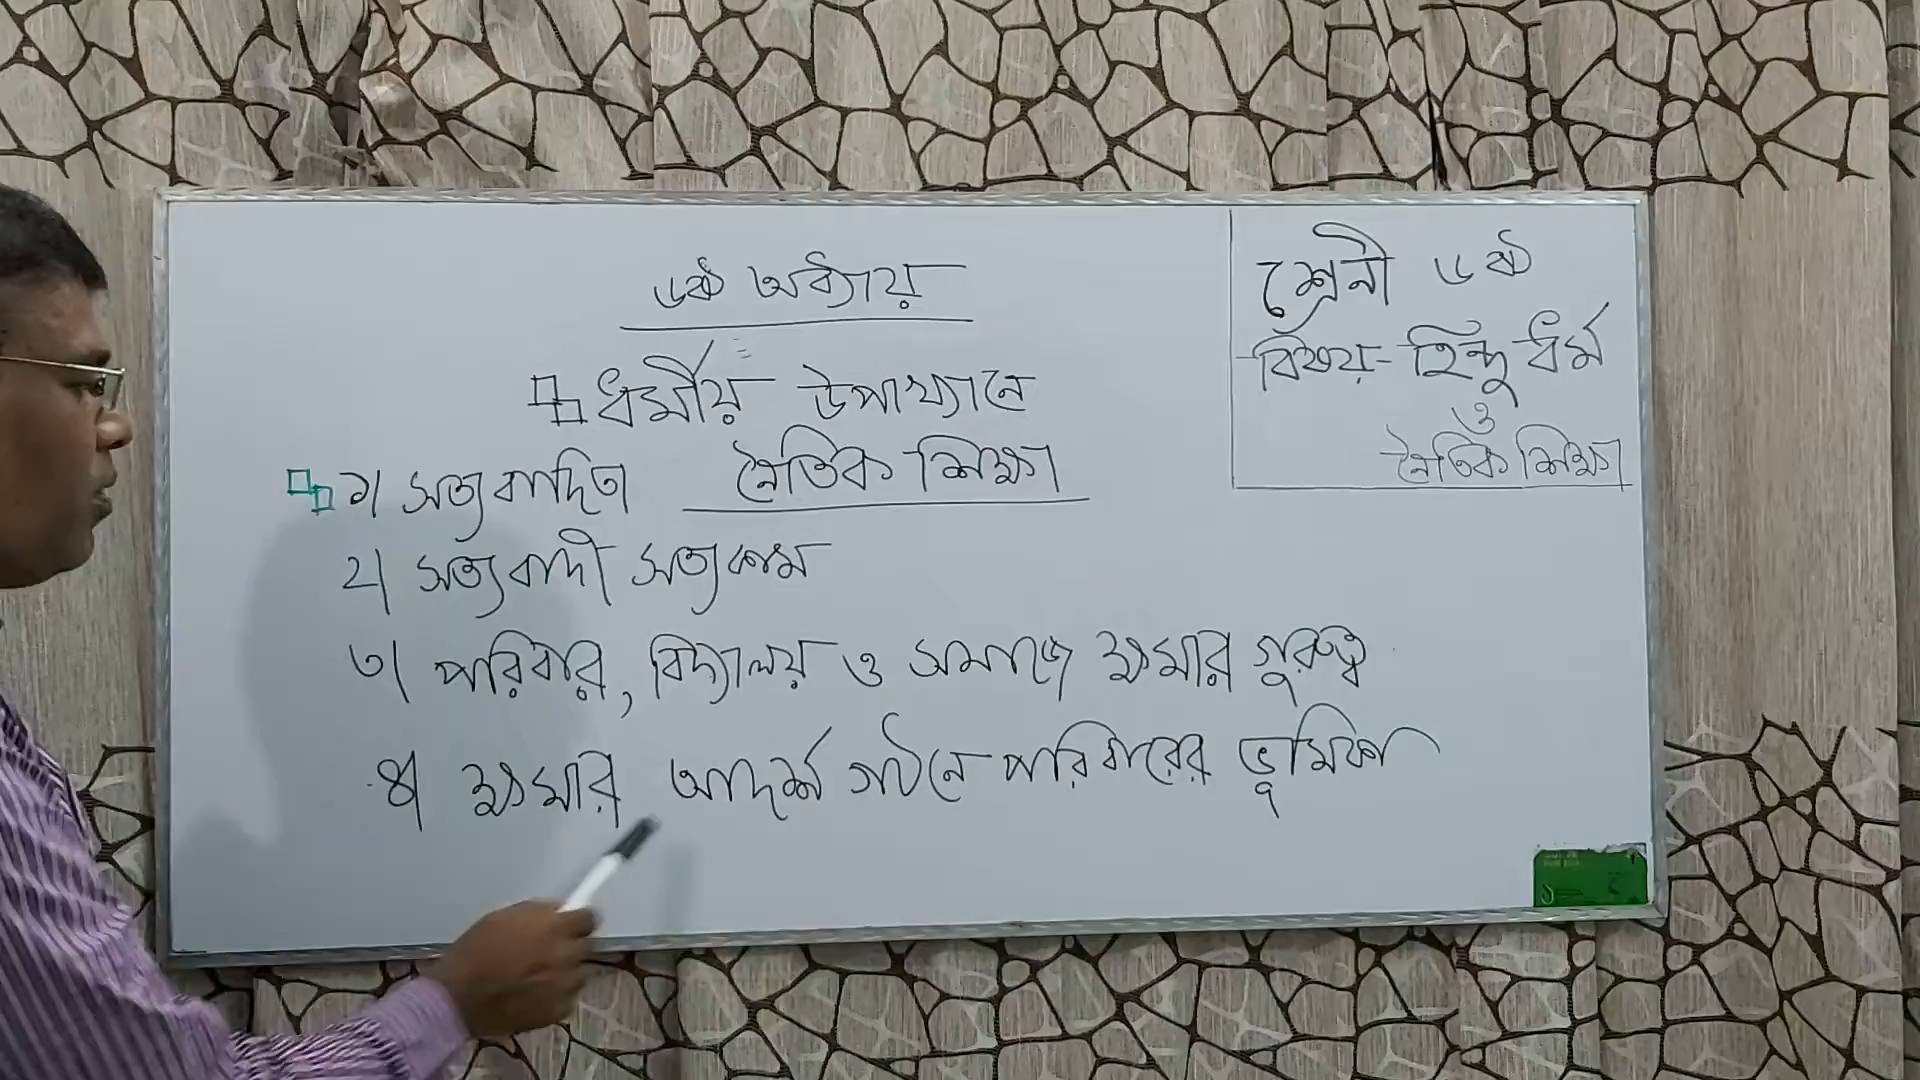 ৬ষ্ঠ অধ্যায়
ধর্মীয় উপাখ্যানে
নৈতিক শিক্ষা
১। সত্যবাদিতা
২। সত্যবাদী সত্যকাম
৩। পরিবার, বিদ্যালয় ও সমাজে ক্ষমার গুরুত্ব
৪। ক্ষমার আদর্শ গঠনে পরিবারের ভূমিকা
শ্রেনী ৬ষ্ঠ
বিষয়- হিন্দু ধর্ম
ও
নৈতিক শিক্ষা